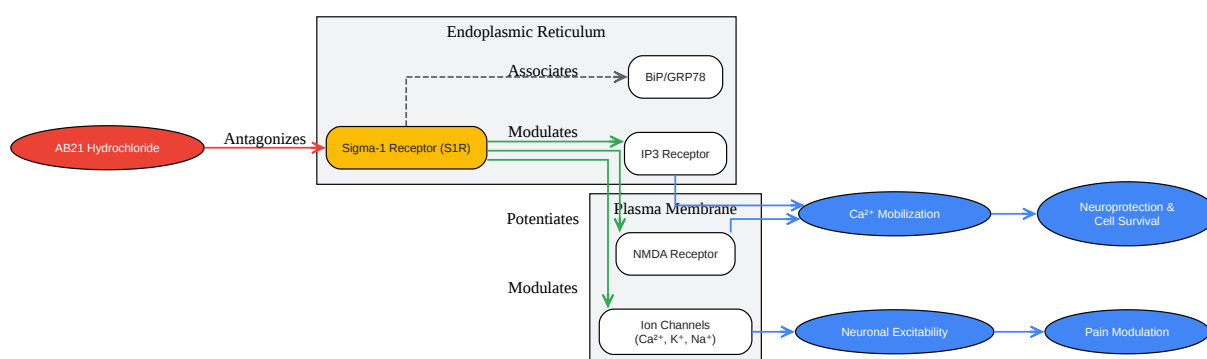 Endoplasmic Reticulum
Associates
BiP/GRP78
AB21 Hydrochloride
Antagonizes
Sigma-1 Receptor (S1R)
Modulates
IP3 Receptor
Plasma Membrane
Potentiates
NMDA Receptor
Ca²⁺ Mobilization
Neuroprotection &
Cell Survival
Modulates
Ion Channels
(Ca²⁺, K⁺, Na⁺)
Neuronal Excitability
Pain Modulation